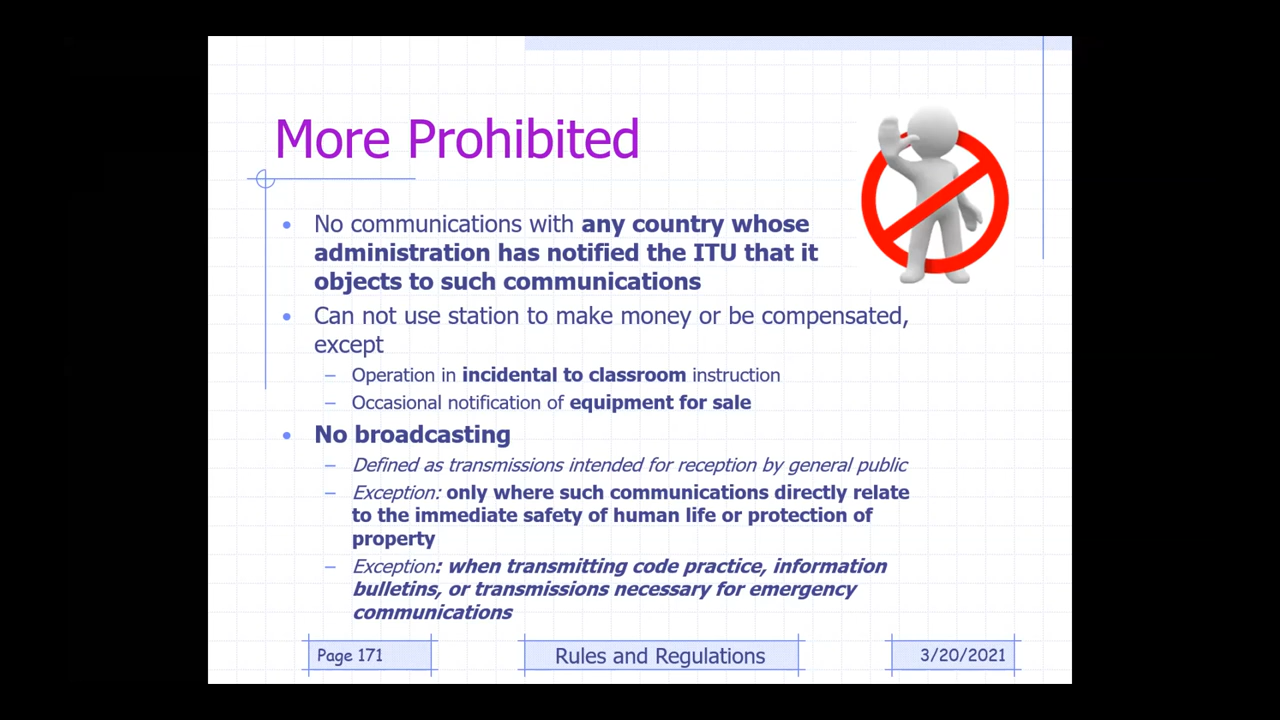 More Prohibited
• No communications with any country whose
administration has notified the ITU that it
objects to such communications
• Can not use station to make money or be compensated,
except
– Operation in incidental to classroom instruction
– Occasional notification of equipment for sale
• No broadcasting
– Defined as transmissions intended for reception by general public
– Exception: only where such communications directly relate
to the immediate safety of human life or protection of
property
– Exception: when transmitting code practice, information
bulletins, or transmissions necessary for emergency
communications
Page 171
Rules and Regulations
3/20/2021